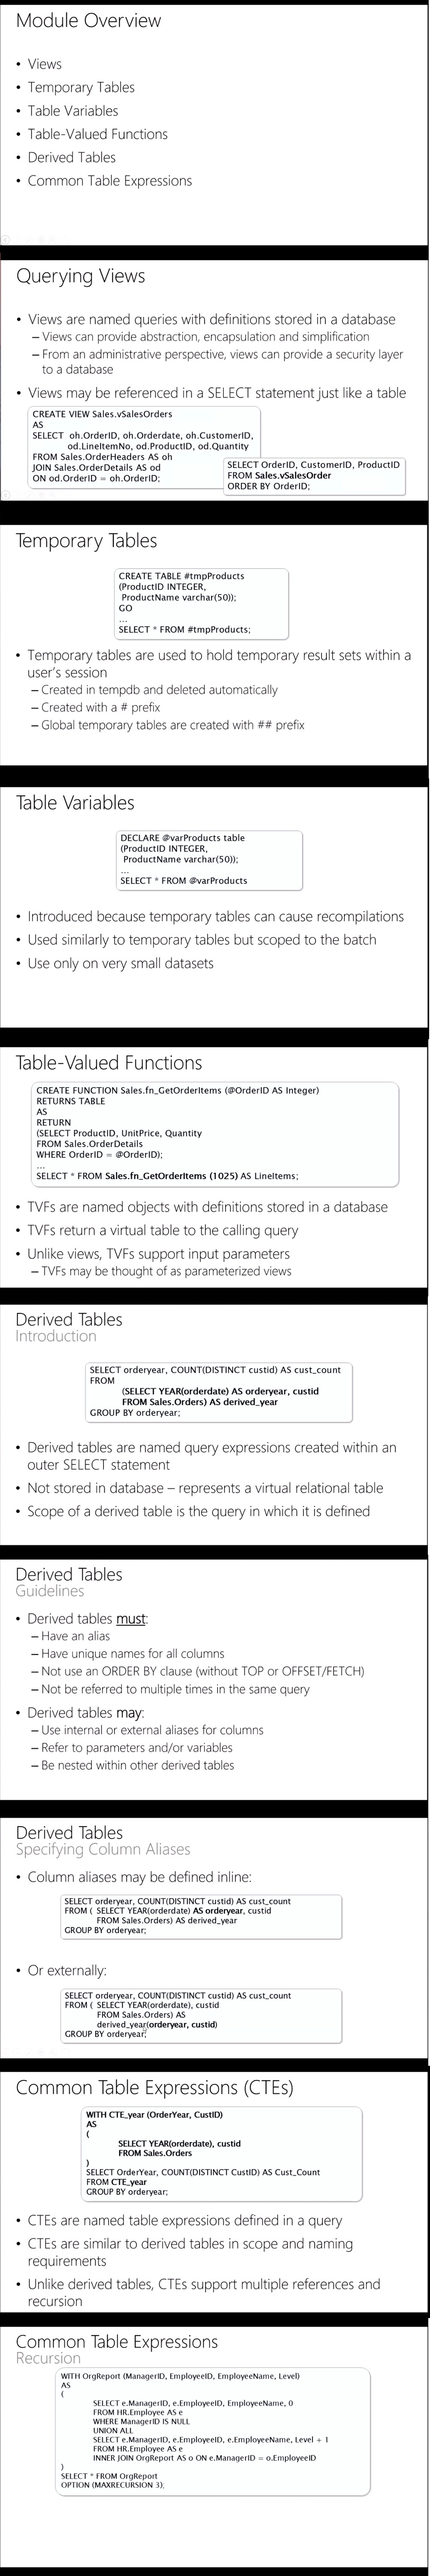 Module Overview
• Views
• Temporary Tables
• Table Variables
• Table-Valued Functions
• Derived Tables
• Common Table Expressions
Querying Views
• Views are named queries with definitions stored in a database
– Views can provide abstraction, encapsulation and simplification
– From an administrative perspective, views can provide a security layer
to a database
• Views may be referenced in a SELECT statement just like a table
CREATE VIEW Sales.vSalesOrders
AS
SELECT oh.OrderID, oh.Orderdate, oh.CustomerID,
od.LineItemNo, od.ProductID, od.Quantity
FROM Sales.OrderHeaders AS oh
JOIN Sales.OrderDetails AS od
ON od.OrderID = oh.OrderID;
SELECT OrderID, CustomerID, ProductID
FROM Sales.vSalesOrder
ORDER BY OrderID;
Temporary Tables
CREATE TABLE #tmpProducts
(ProductID INTEGER,
ProductName varchar(50));
GO
...
SELECT * FROM #tmpProducts;
• Temporary tables are used to hold temporary result sets within a
user's session
– Created in tempdb and deleted automatically
– Created with a # prefix
– Global temporary tables are created with ## prefix
Table Variables
DECLARE @varProducts table
(ProductID INTEGER,
ProductName varchar(50));
...
SELECT * FROM @varProducts
• Introduced because temporary tables can cause recompilations
• Used similarly to temporary tables but scoped to the batch
• Use only on very small datasets
Table-Valued Functions
CREATE FUNCTION Sales.fn_GetOrderItems (@OrderID AS Integer)
RETURNS TABLE
AS
RETURN
(SELECT ProductID, UnitPrice, Quantity
FROM Sales.OrderDetails
WHERE OrderID = @OrderID);
...
SELECT * FROM Sales.fn_GetOrderItems (1025) AS LineItems;
• TVFs are named objects with definitions stored in a database
• TVFs return a virtual table to the calling query
• Unlike views, TVFs support input parameters
– TVFs may be thought of as parameterized views
Derived Tables
Introduction
SELECT orderyear, COUNT(DISTINCT custid) AS cust_count
FROM
(SELECT YEAR(orderdate) AS orderyear, custid
FROM Sales.Orders) AS derived_year
GROUP BY orderyear;
• Derived tables are named query expressions created within an
outer SELECT statement
• Not stored in database – represents a virtual relational table
• Scope of a derived table is the query in which it is defined
Derived Tables
Guidelines
• Derived tables must:
– Have an alias
– Have unique names for all columns
– Not use an ORDER BY clause (without TOP or OFFSET/FETCH)
– Not be referred to multiple times in the same query
• Derived tables may:
– Use internal or external aliases for columns
– Refer to parameters and/or variables
– Be nested within other derived tables
Derived Tables
Specifying Column Aliases
• Column aliases may be defined inline:
SELECT orderyear, COUNT(DISTINCT custid) AS cust_count
FROM ( SELECT YEAR(orderdate) AS orderyear, custid
FROM Sales.Orders) AS derived_year
GROUP BY orderyear;
• Or externally:
SELECT orderyear, COUNT(DISTINCT custid) AS cust_count
FROM ( SELECT YEAR(orderdate), custid
FROM Sales.Orders) AS
derived_year(orderyear, custid)
GROUP BY orderyear;
Common Table Expressions (CTEs)
WITH CTE_year (OrderYear, CustID)
AS
(
SELECT YEAR(orderdate), custid
FROM Sales.Orders
)
SELECT OrderYear, COUNT(DISTINCT CustID) AS Cust_Count
FROM CTE_year
GROUP BY orderyear;
• CTEs are named table expressions defined in a query
• CTEs are similar to derived tables in scope and naming
requirements
• Unlike derived tables, CTEs support multiple references and
recursion
Common Table Expressions
Recursion
WITH OrgReport (ManagerID, EmployeeID, EmployeeName, Level)
AS
(
SELECT e.ManagerID, e.EmployeeID, EmployeeName, 0
FROM HR.Employee AS e
WHERE ManagerID IS NULL
UNION ALL
SELECT e.ManagerID, e.EmployeeID, e.EmployeeName, Level + 1
FROM HR.Employee AS e
INNER JOIN OrgReport AS o ON e.ManagerID = o.EmployeeID
)
SELECT * FROM OrgReport
OPTION (MAXRECURSION 3);